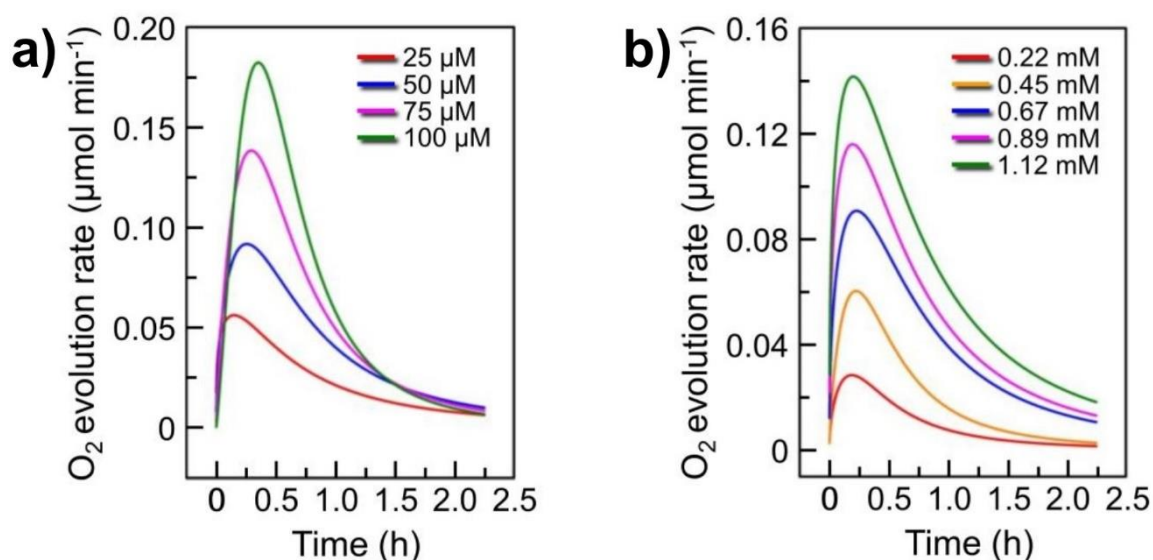 a)
O₂ evolution rate (µmol min⁻¹)
0.20
0.15
0.10
0.05
0
25 µM
50 µM
75 µM
100 µM
0 0.5 1.0 1.5 2.0 2.5
Time (h)
b)
O₂ evolution rate (µmol min⁻¹)
0.16
0.12
0.08
0.04
0
0.22 mM
0.45 mM
0.67 mM
0.89 mM
1.12 mM
0 0.5 1.0 1.5 2.0 2.5
Time (h)